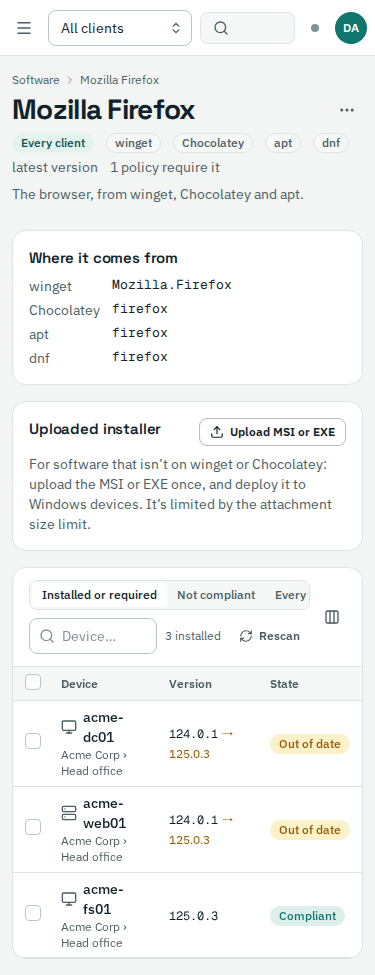 All clients
DA
Software > Mozilla Firefox
Mozilla Firefox
Every client winget Chocolatey apt dnf
latest version 1 policy require it
The browser, from winget, Chocolatey and apt.
Where it comes from
winget Mozilla.Firefox
Chocolatey firefox
apt firefox
dnf firefox
Uploaded installer Upload MSI or EXE
For software that isn’t on winget or Chocolatey:
upload the MSI or EXE once, and deploy it to
Windows devices. It’s limited by the attachment
size limit.
Installed or required Not compliant Every
Device... 3 installed Rescan
Device Version State
acme-
dc01
Acme Corp ›
Head office
124.0.1 →
125.0.3
Out of date
acme-
web01
Acme Corp ›
Head office
124.0.1 →
125.0.3
Out of date
acme-
fs01
Acme Corp ›
Head office
125.0.3
Compliant